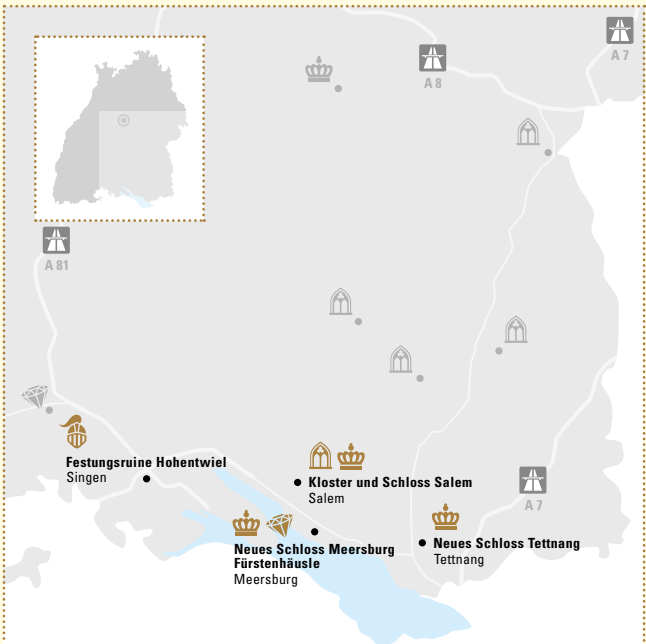 A 7
A 8
A 81
Festungsruine Hohentwiel
Singen
Kloster und Schloss Salem
Salem
A 7
Neues Schloss Meersburg
Fürstenhäusle
Meersburg
Neues Schloss Tettnang
Tettnang